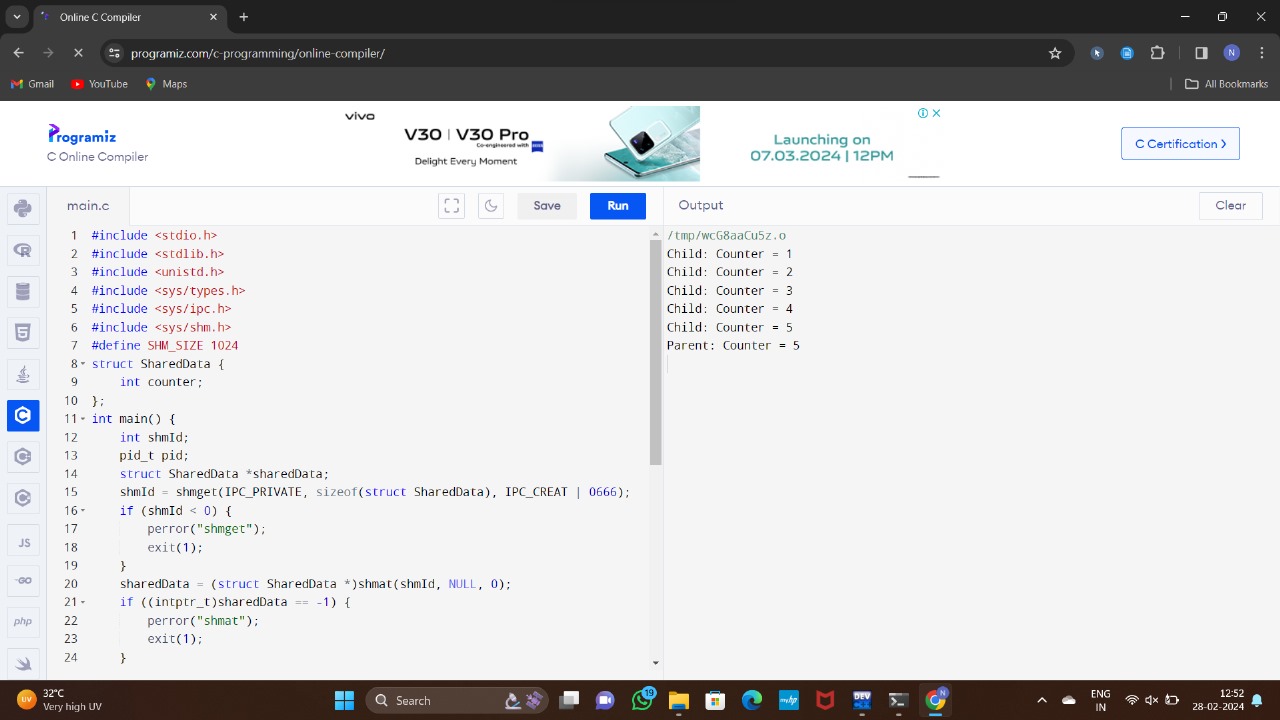 Online C Compiler
programiz.com/c-programming/online-compiler/
N
Gmail
YouTube
Maps
All Bookmarks
Programiz
C Online Compiler
vivo
V30 | V30 Pro
Co-engineered with
Delight Every Moment
Launching on
07.03.2024 | 12PM
C Certification
main.c
Save
Run
Output
Clear
1 #include <stdio.h>
2 #include <stdlib.h>
3 #include <unistd.h>
4 #include <sys/types.h>
5 #include <sys/ipc.h>
6 #include <sys/shm.h>
7 #define SHM_SIZE 1024
8 struct SharedData {
9 int counter;
10 };
11 int main() {
12 int shmId;
13 pid_t pid;
14 struct SharedData *sharedData;
15 shmId = shmget(IPC_PRIVATE, sizeof(struct SharedData), IPC_CREAT | 0666);
16 if (shmId < 0) {
17 perror("shmget");
18 exit(1);
19 }
20 sharedData = (struct SharedData *)shmat(shmId, NULL, 0);
21 if ((intptr_t)sharedData == -1) {
22 perror("shmat");
23 exit(1);
24 }
/tmp/wcG8aaCu5z.o
Child: Counter = 1
Child: Counter = 2
Child: Counter = 3
Child: Counter = 4
Child: Counter = 5
Parent: Counter = 5
JS
GO
php
UV
32°C
Very high UV
Search
19
hp
DEV
N
ENG
IN
12:52
28-02-2024